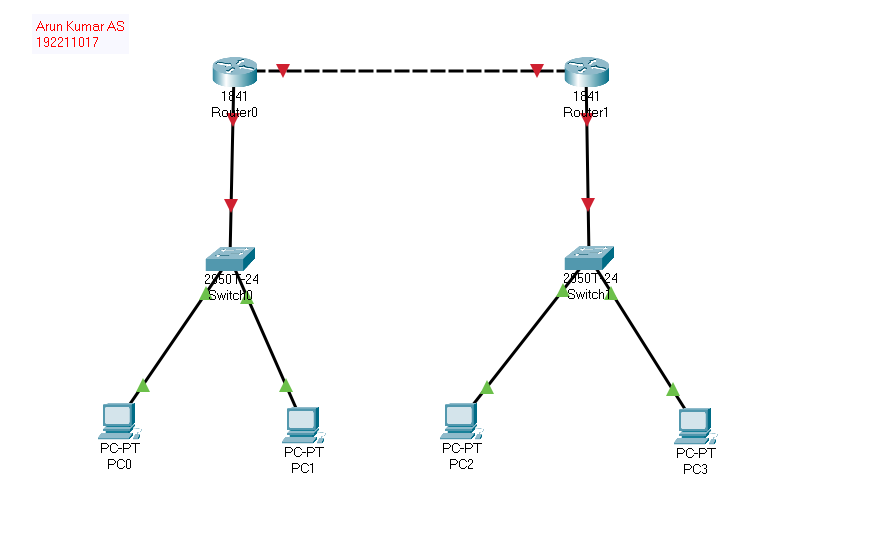 Arun Kumar AS
192211017
1841
Router0
1841
Router1
2950T-24
Switch0
2950T-24
Switch1
PC-PT
PC0
PC-PT
PC1
PC-PT
PC2
PC-PT
PC3